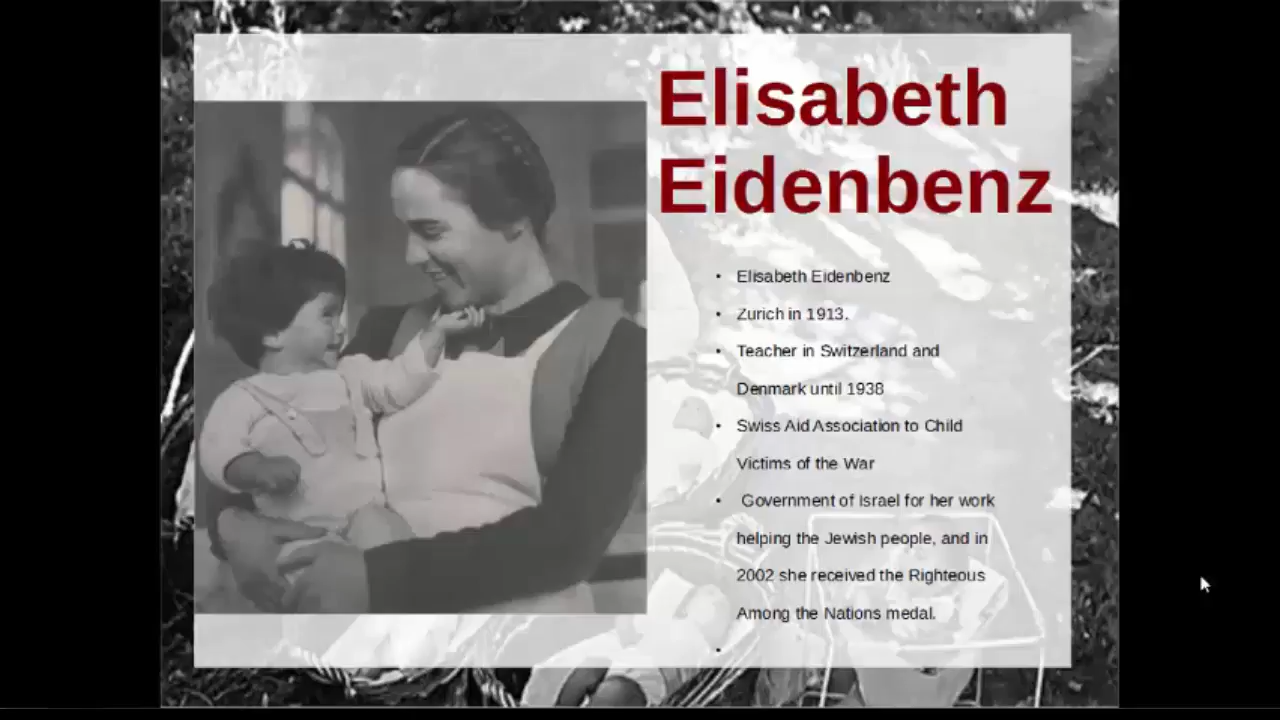 Elisabeth
Eidenbenz
• Elisabeth Eidenbenz
• Zurich in 1913.
• Teacher in Switzerland and
Denmark until 1938
• Swiss Aid Association to Child
Victims of the War
• Government of Israel for her work
helping the Jewish people, and in
2002 she received the Righteous
Among the Nations medal.
•